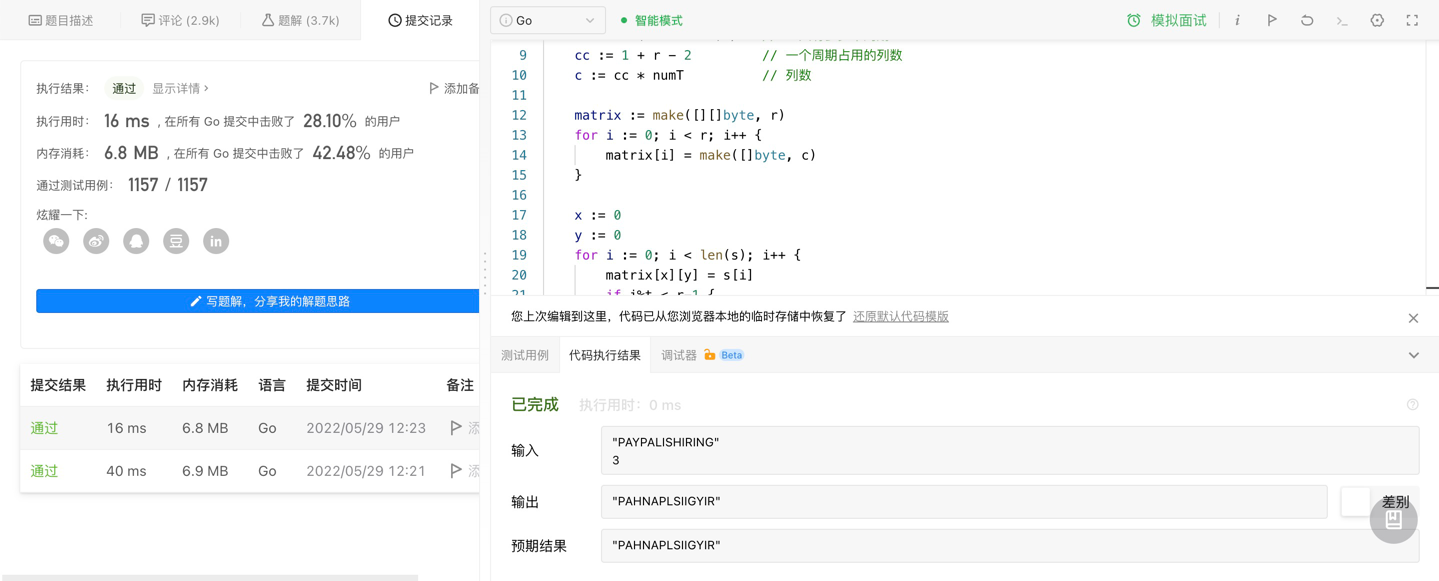 题目描述 评论 (2.9k) 题解 (3.7k) 提交记录
执行结果： 通过 显示详情 › 添加备
执行用时： 16 ms , 在所有 Go 提交中击败了 28.10% 的用户
内存消耗： 6.8 MB , 在所有 Go 提交中击败了 42.48% 的用户
通过测试用例： 1157 / 1157
炫耀一下:
豆 in
写题解，分享我的解题思路
提交结果 执行用时 内存消耗 语言 提交时间 备注
通过 16 ms 6.8 MB Go 2022/05/29 12:23 添
通过 40 ms 6.9 MB Go 2022/05/29 12:21 添
Go 智能模式 模拟面试 i
9 cc := 1 + r - 2 // 一个周期占用的列数
10 c := cc * numT // 列数
11
12 matrix := make([][]byte, r)
13 for i := 0; i < r; i++ {
14 matrix[i] = make([]byte, c)
15 }
16
17 x := 0
18 y := 0
19 for i := 0; i < len(s); i++ {
20 matrix[x][y] = s[i]
21 if i%t < r-1 {
您上次编辑到这里，代码已从您浏览器本地的临时存储中恢复了 还原默认代码模版
测试用例 代码执行结果 调试器 Beta
已完成 执行用时：0 ms
输入 "PAYPALISHIRING"
3
输出 "PAHNAPLSIIGYIR" 差别
预期结果 "PAHNAPLSIIGYIR"